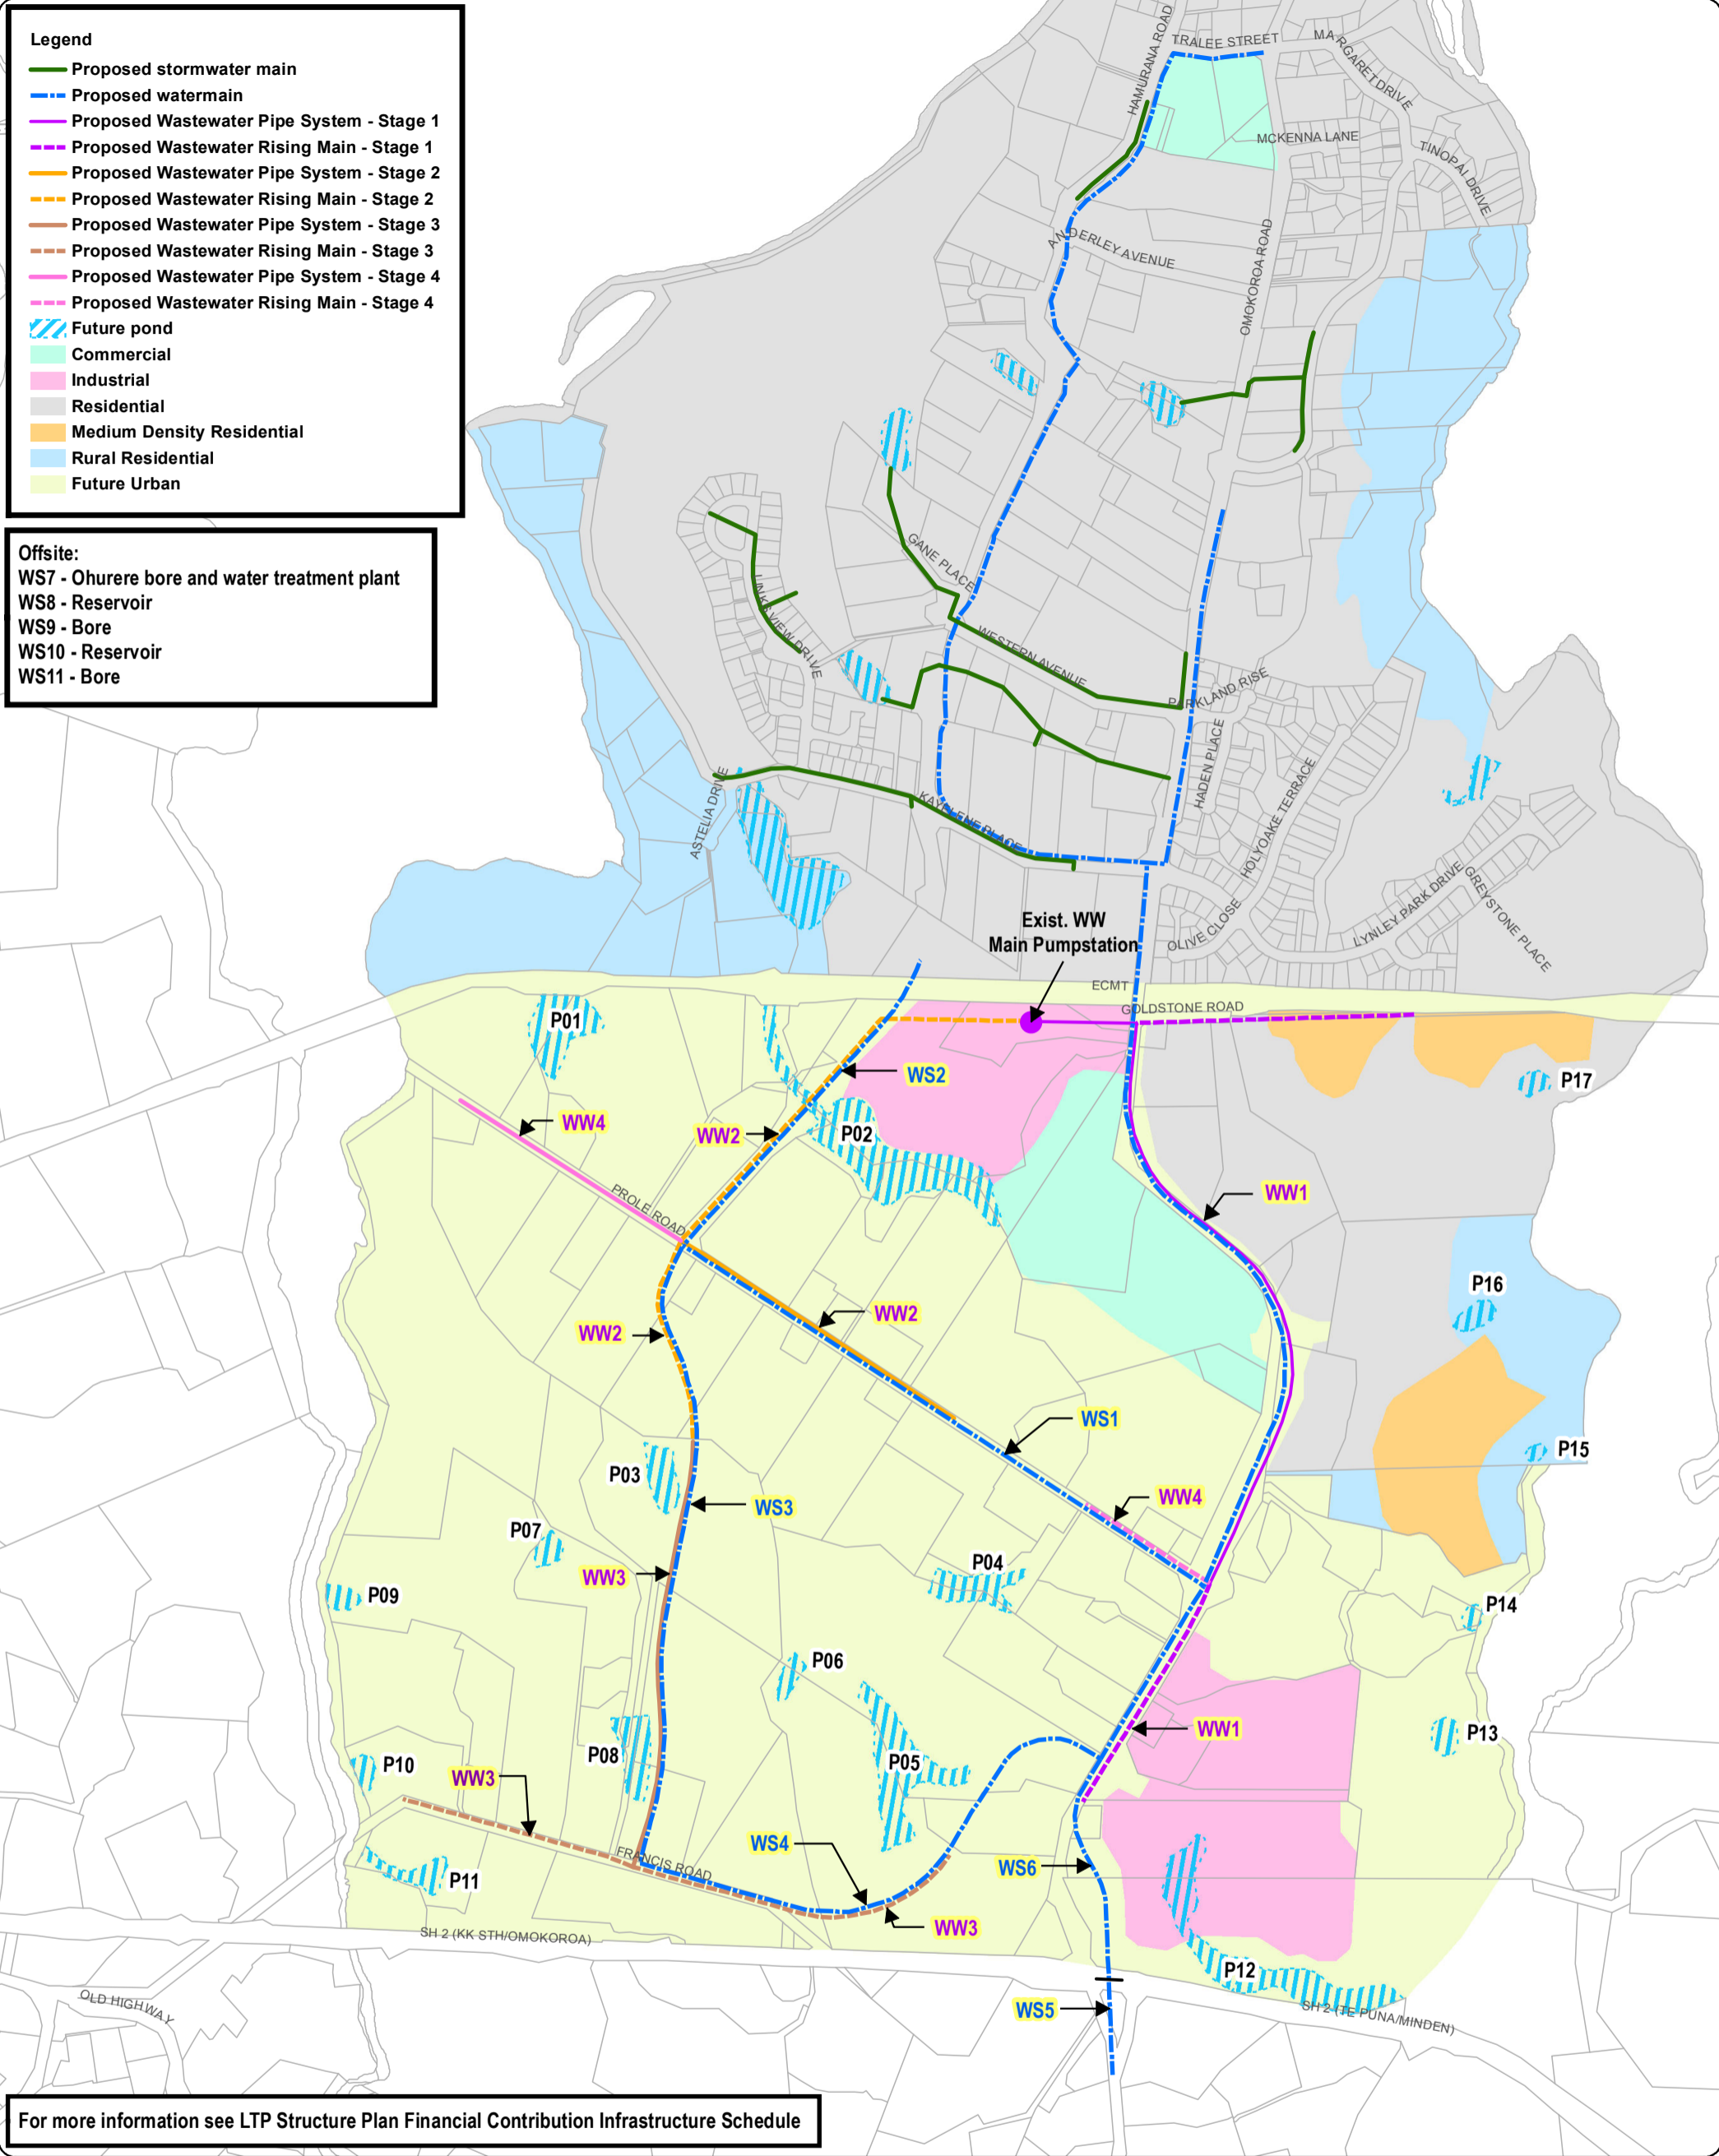 Legend
Proposed stormwater main
Proposed watermain
Proposed Wastewater Pipe System - Stage 1
Proposed Wastewater Rising Main - Stage 1
Proposed Wastewater Pipe System - Stage 2
Proposed Wastewater Rising Main - Stage 2
Proposed Wastewater Pipe System - Stage 3
Proposed Wastewater Rising Main - Stage 3
Proposed Wastewater Pipe System - Stage 4
Proposed Wastewater Rising Main - Stage 4
Future pond
Commercial
Industrial
Residential
Medium Density Residential
Rural Residential
Future Urban
Offsite:
WS7 - Ohurere bore and water treatment plant
WS8 - Reservoir
WS9 - Bore
WS10 - Reservoir
WS11 - Bore
HAMURANA ROAD
TRALEE STREET
MARGARET DRIVE
MCKENNA LANE
TINOPAI DRIVE
ANDERLEY AVENUE
OMOKOROA ROAD
GANE PLACE
LINKS VIEW DRIVE
WESTERN AVENUE
PARKLAND RISE
HADEN PLACE
HOLYOAKE TERRACE
ASTELIA DRIVE
KAYELENE PLACE
OLIVE CLOSE
LYNLEY PARK DRIVE
GREYSTONE PLACE
Exist. WW
Main Pumpstation
ECMT
GOLDSTONE ROAD
P01
WS2
P17
WW4
WW2
P02
WW1
PROLE ROAD
P16
WW2
WW2
WS1
P15
P03
WS3
WW4
P07
P04
WW3
P09
P14
P06
WW1
P13
P08
P05
P10
WW3
WS4
FRANCIS ROAD
WS6
P11
WW3
SH 2 (KK STH/OMOKOROA)
P12
OLD HIGHWAY
WS5
SH 2 (TE PUNA/MINDEN)
For more information see LTP Structure Plan Financial Contribution Infrastructure Schedule